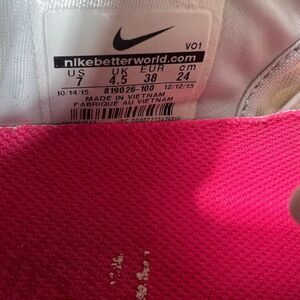 VO1
nikebetterworld.com
US UK EUR cm
7 4.5 38 24
10/14/15 819026-100 12/12/15
MADE IN VIETNAM
FABRIQUE AU VIETNAM